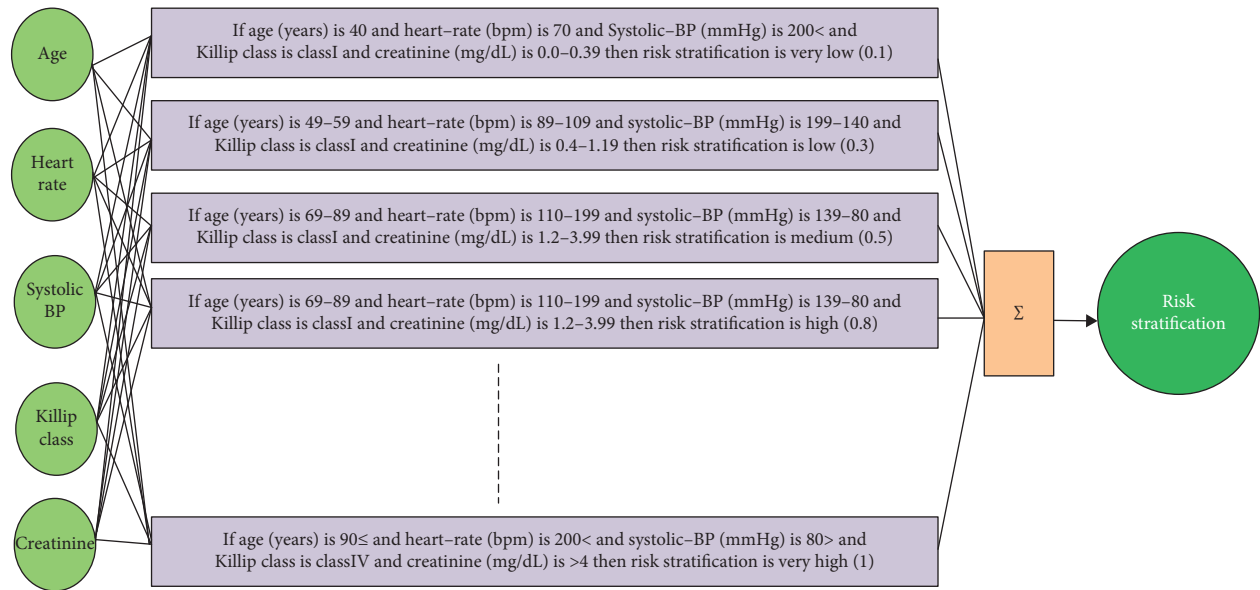 Age
Heart
rate
Systolic
BP
Killip
class
Creatinine
If age (years) is 40 and heart–rate (bpm) is 70 and Systolic–BP (mmHg) is 200< and
Killip class is classI and creatinine (mg/dL) is 0.0–0.39 then risk stratification is very low (0.1)
If age (years) is 49–59 and heart–rate (bpm) is 89–109 and systolic–BP (mmHg) is 199–140 and
Killip class is classI and creatinine (mg/dL) is 0.4–1.19 then risk stratification is low (0.3)
If age (years) is 69–89 and heart–rate (bpm) is 110–199 and systolic–BP (mmHg) is 139–80 and
Killip class is classI and creatinine (mg/dL) is 1.2–3.99 then risk stratification is medium (0.5)
If age (years) is 69–89 and heart–rate (bpm) is 110–199 and systolic–BP (mmHg) is 139–80 and
Killip class is classI and creatinine (mg/dL) is 1.2–3.99 then risk stratification is high (0.8)
If age (years) is 90≤ and heart–rate (bpm) is 200< and systolic–BP (mmHg) is 80> and
Killip class is classIV and creatinine (mg/dL) is >4 then risk stratification is very high (1)
Σ
Risk
stratification